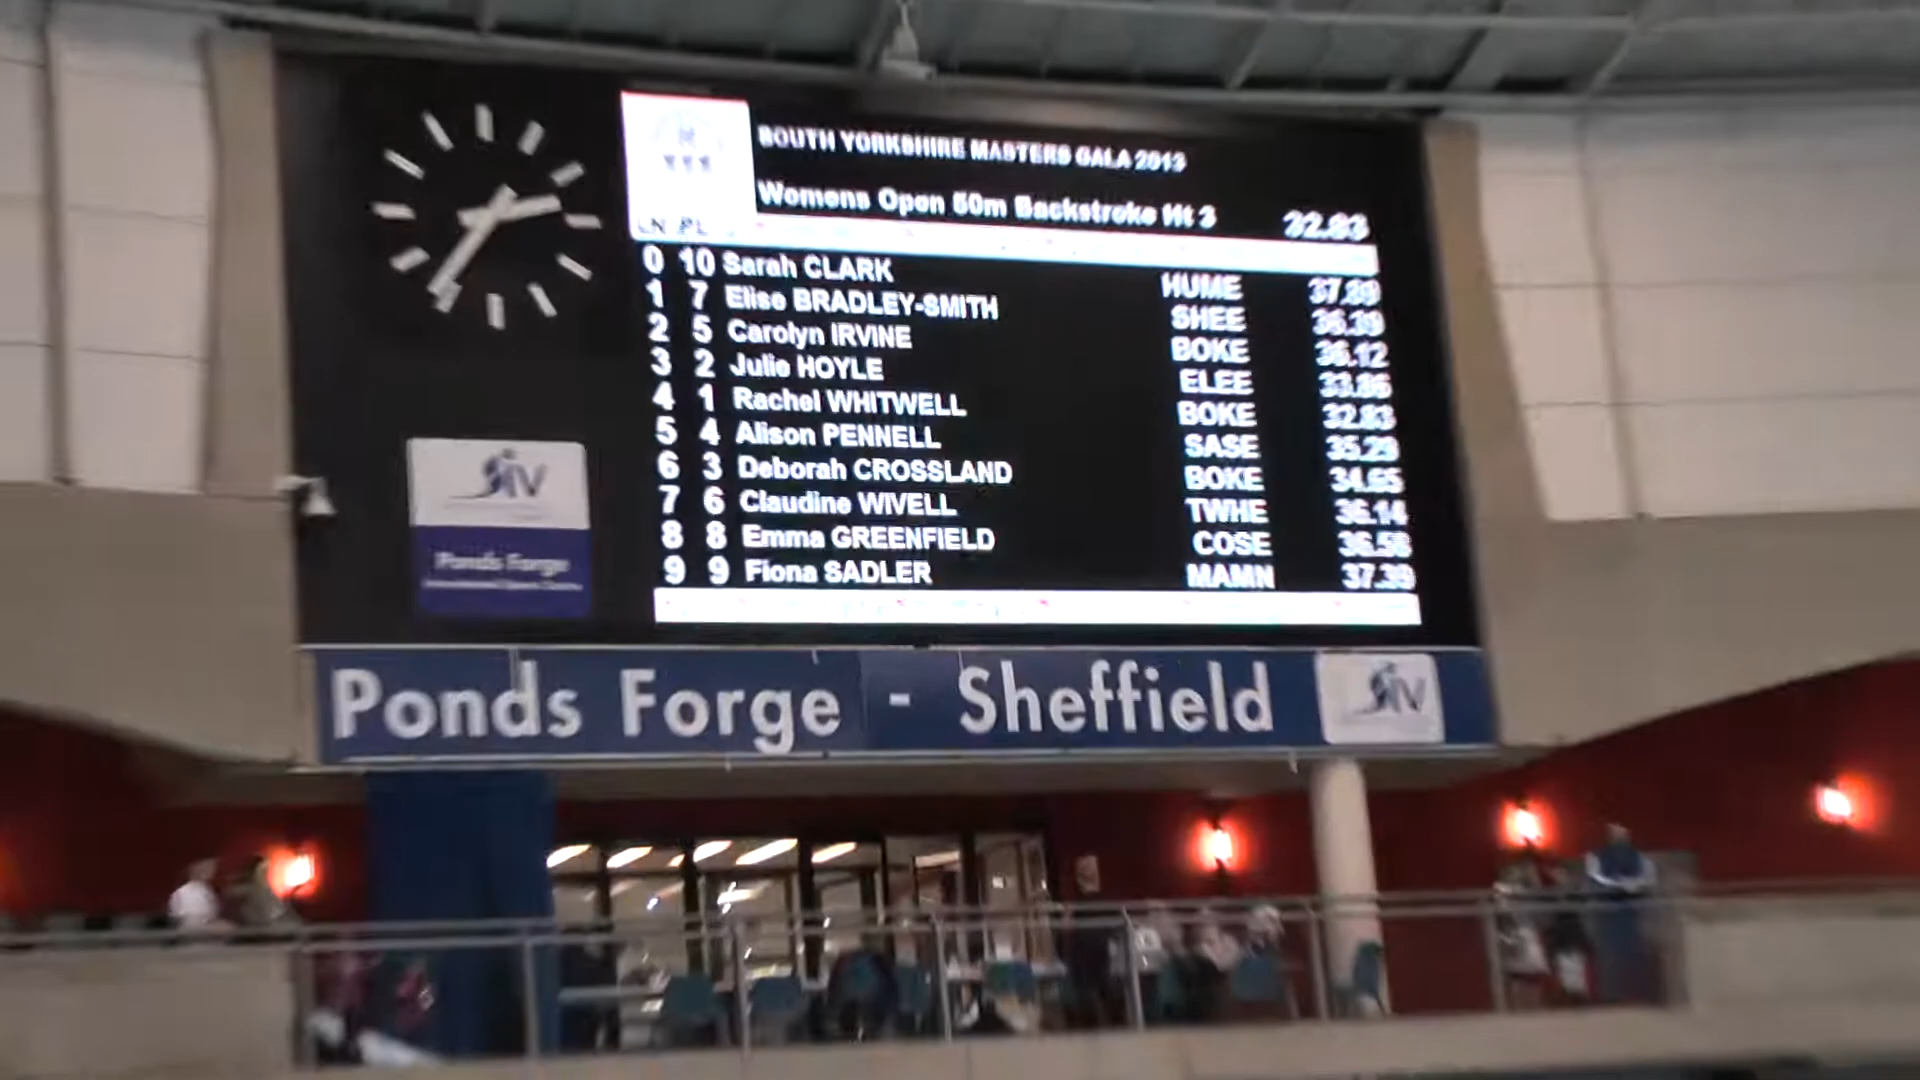 SOUTH YORKSHIRE MASTERS GALA 2013
Womens Open 50m Backstroke Ht 3 32.83
LN PL
0 10 Sarah CLARK HUME 37.89
1 7 Elise BRADLEY-SMITH SHEE 36.39
2 5 Carolyn IRVINE BOKE 36.12
3 2 Julie HOYLE ELEE 33.86
4 1 Rachel WHITWELL BOKE 32.83
5 4 Alison PENNELL SASE 35.29
6 3 Deborah CROSSLAND BOKE 34.65
7 6 Claudine WIVELL TWHE 36.14
8 8 Emma GREENFIELD COSE 36.58
9 9 Fiona SADLER MAMN 37.39
SIV
Ponds Forge
Ponds Forge - Sheffield SIV